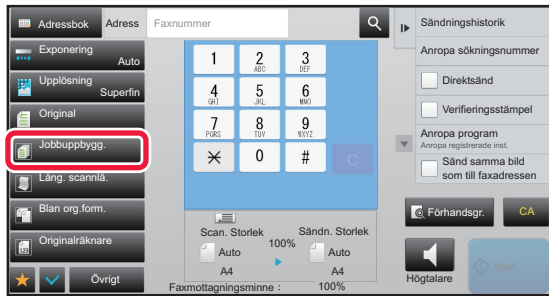 Adressbok
Adress
Faxnummer
Exponering
Auto
Upplösning
Superfin
Original
Jobbuppbygg.
Lång. scannlä.
Blan org.form.
Originalräknare
Övrigt
1
2
ABC
3
DEF
4
GHI
5
JKL
6
MNO
7
PQRS
8
TUV
9
WXYZ
0
#
C
Scan. Storlek
100%
Sändn. Storlek
Auto
Auto
A4
A4
Faxmottagningsminne : 100%
Sändningshistorik
Anropa sökningsnummer
Direktsänd
Verifieringsstämpel
Anropa program
Anropa registrerade inst.
Sänd samma bild
som till faxadressen
Förhandsgr.
CA
Högtalare
Start